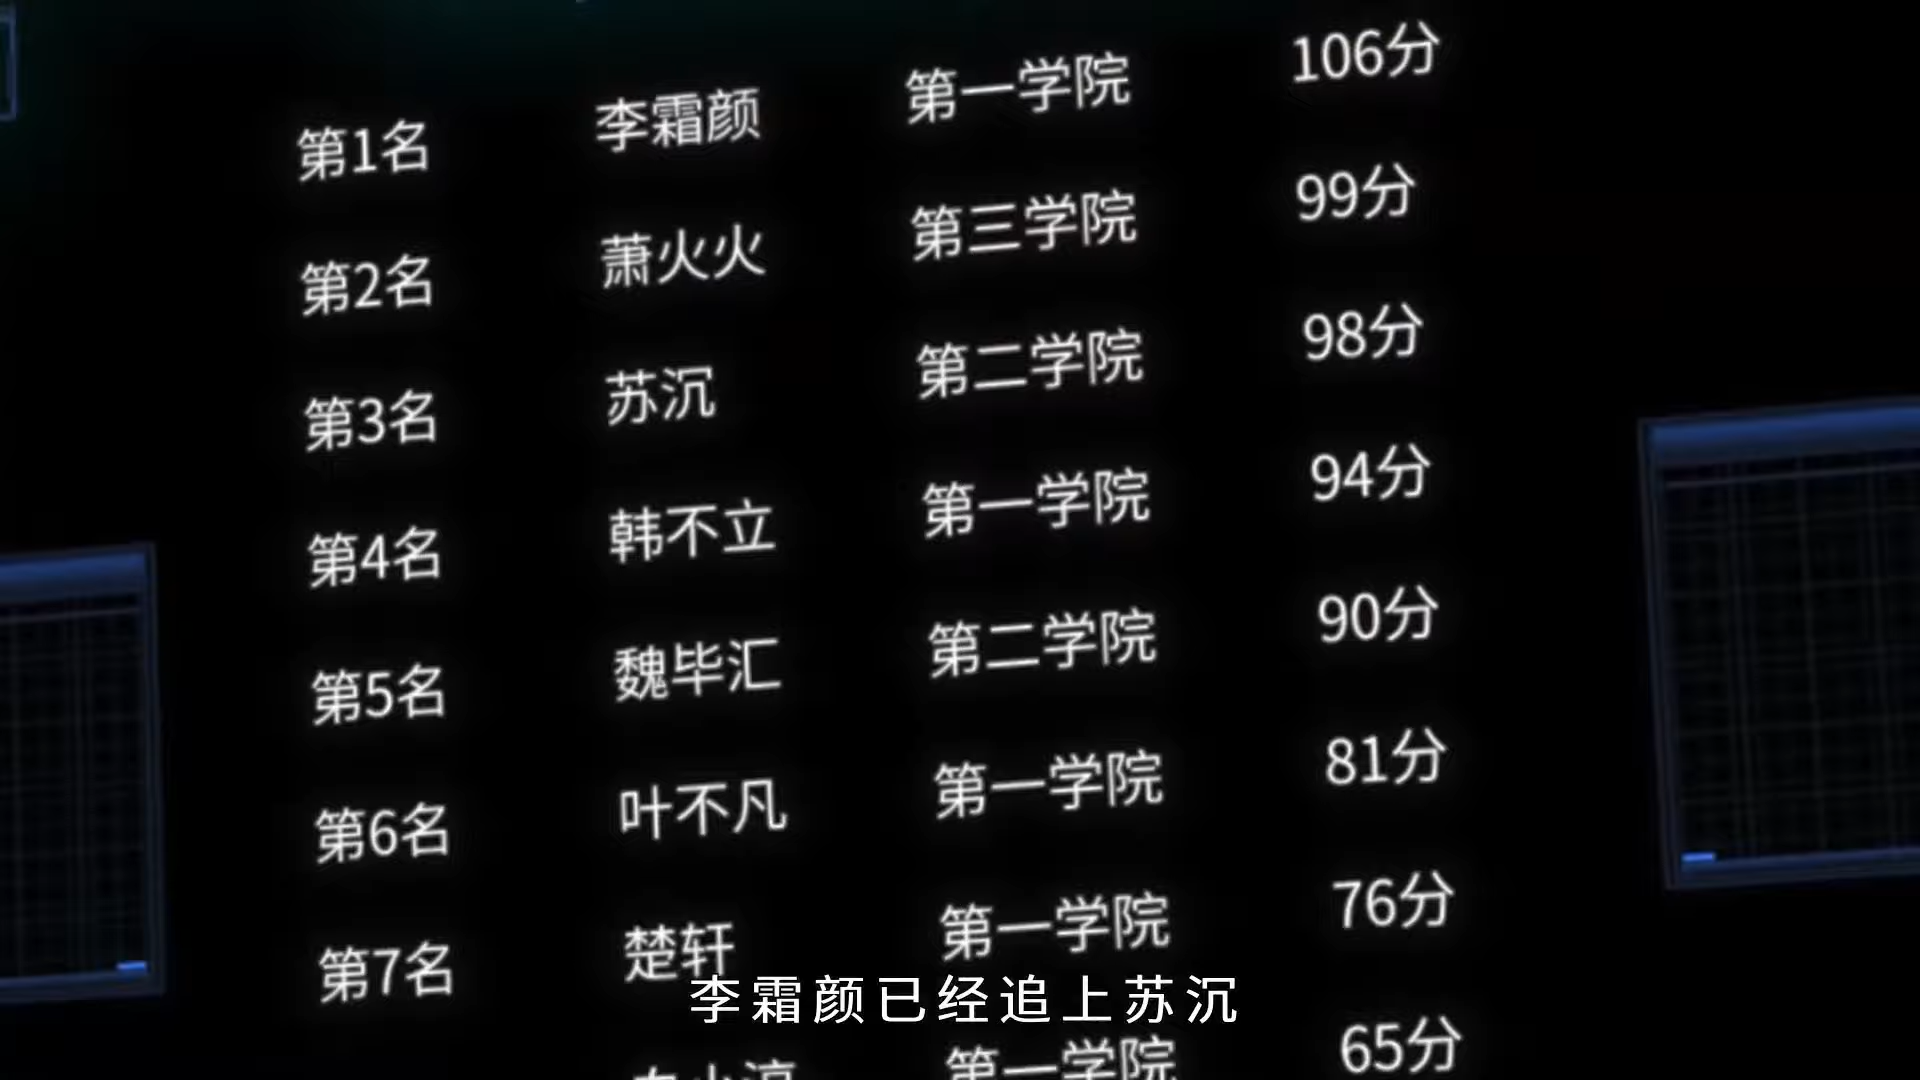 第1名 李霜颜 第一学院 106分
第2名 萧火火 第三学院 99分
第3名 苏沉 第二学院 98分
第4名 韩不立 第一学院 94分
第5名 魏毕汇 第二学院 90分
第6名 叶不凡 第一学院 81分
第7名 楚轩 第一学院 76分
李霜颜已经追上苏沉
第一学院 65分